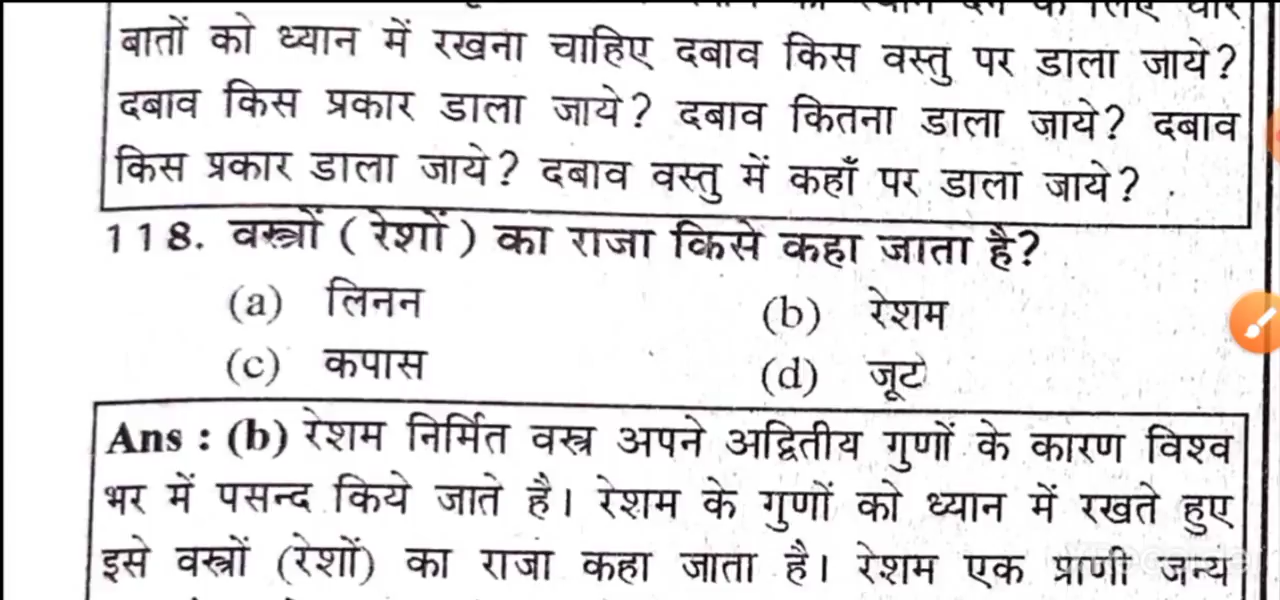 बातों को ध्यान में रखना चाहिए दबाव किस वस्तु पर डाला जाये?
दबाव किस प्रकार डाला जाये? दबाव कितना डाला जाये? दबाव
किस प्रकार डाला जाये? दबाव वस्तु में कहाँ पर डाला जाये?
118. वस्त्रों (रेशों) का राजा किसे कहा जाता है?
(a) लिनन (b) रेशम
(c) कपास (d) जूट
Ans : (b) रेशम निर्मित वस्त्र अपने अद्वितीय गुणों के कारण विश्व
भर में पसन्द किये जाते है। रेशम के गुणों को ध्यान में रखते हुए
इसे वस्त्रों (रेशों) का राजा कहा जाता है। रेशम एक प्राणी जन्य